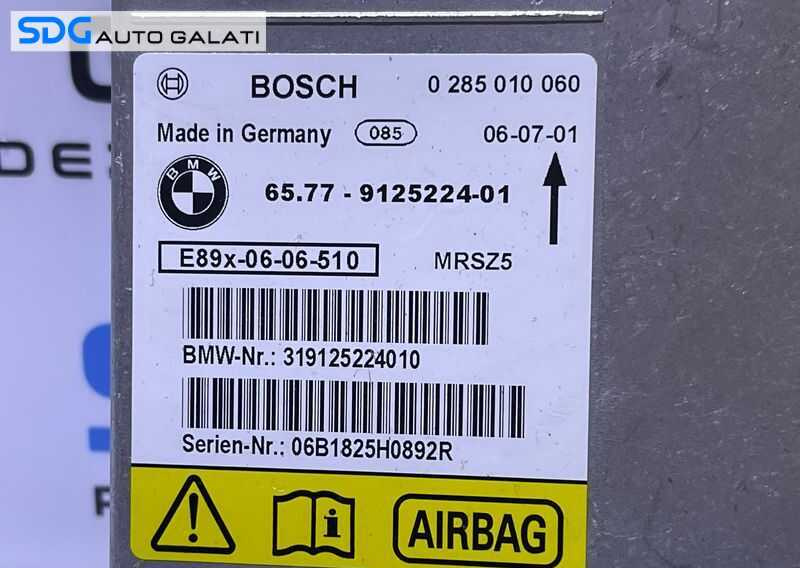 SDG AUTO GALATI
BOSCH 0 285 010 060
Made in Germany 085 06-07-01
BMW
65.77 - 9125224-01
E89x-06-06-510 MRSZ5
BMW-Nr.: 319125224010
Serien-Nr.: 06B1825H0892R
AIRBAG